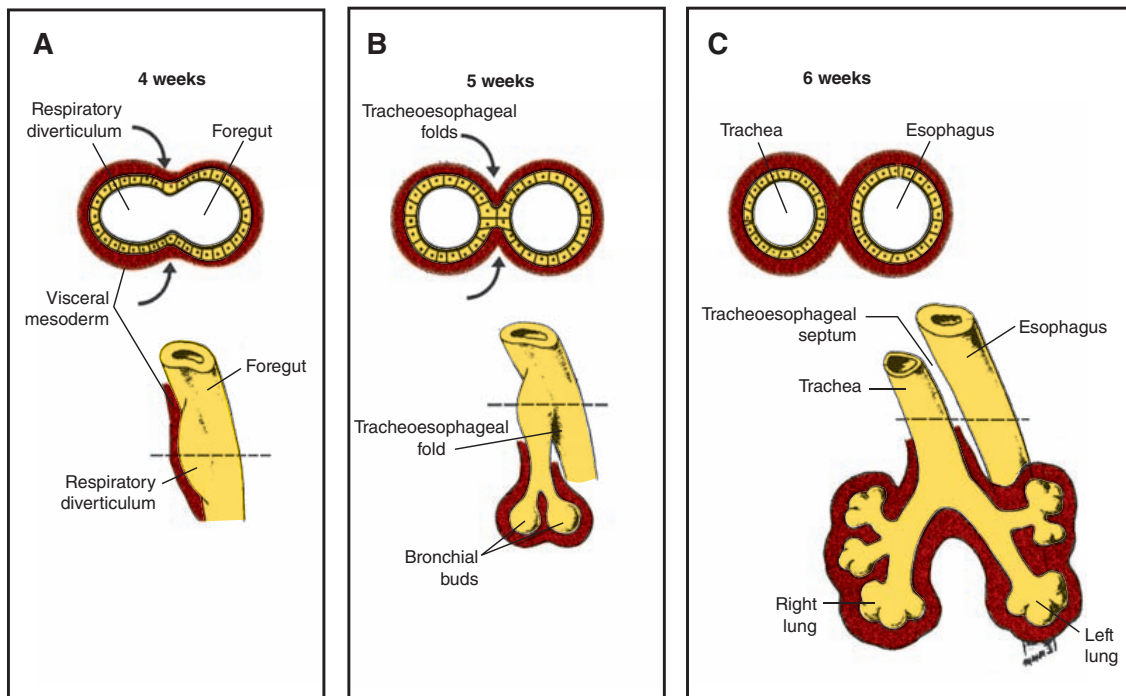 A
4 weeks
Respiratory
diverticulum
Foregut
Visceral
mesoderm
Foregut
Respiratory
diverticulum
B
5 weeks
Tracheoesophageal
folds
Tracheoesophageal
fold
Bronchial
buds
C
6 weeks
Trachea
Esophagus
Tracheoesophageal
septum
Esophagus
Trachea
Right
lung
Left
lung